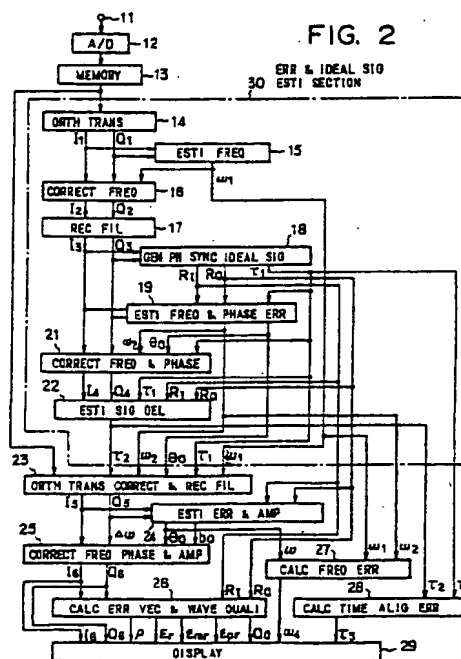 11
FIG. 2
A/D 12
MEMORY 13
30 ERR & IDEAL SIG ESTI SECTION
ORTH TRANS 14
I1 Q1
ESTI FREQ 15
CORRECT FREQ 16
ω1
I2 Q2
REC FIL 17
I3 Q3
GEN PN SYNC IDEAL SIG 18
R1 R0 τ1
19
ESTI FREQ & PHASE ERR
21 ω2 θ0
CORRECT FREQ & PHASE
22 I4 Q4 τ1 R1 R0
ESTI SIG DEL
23 τ2 ω2 θ0 τ1 ω1
ORTH TRANS CORRECT & REC FIL
I5 Q5
ESTI ERR & AMP
25 Δω 24 θ0 b0 ω 27 ω1 ω2
CORRECT FREQ PHASE & AMP
CALC FREQ ERR
I6 Q6 26 R1 R0 28 τ2
CALC ERR VEC & WAVE QUALI
CALC TIME ALIG ERR
I6 Q6 ρ ω4 τ3 29
DISPLAY